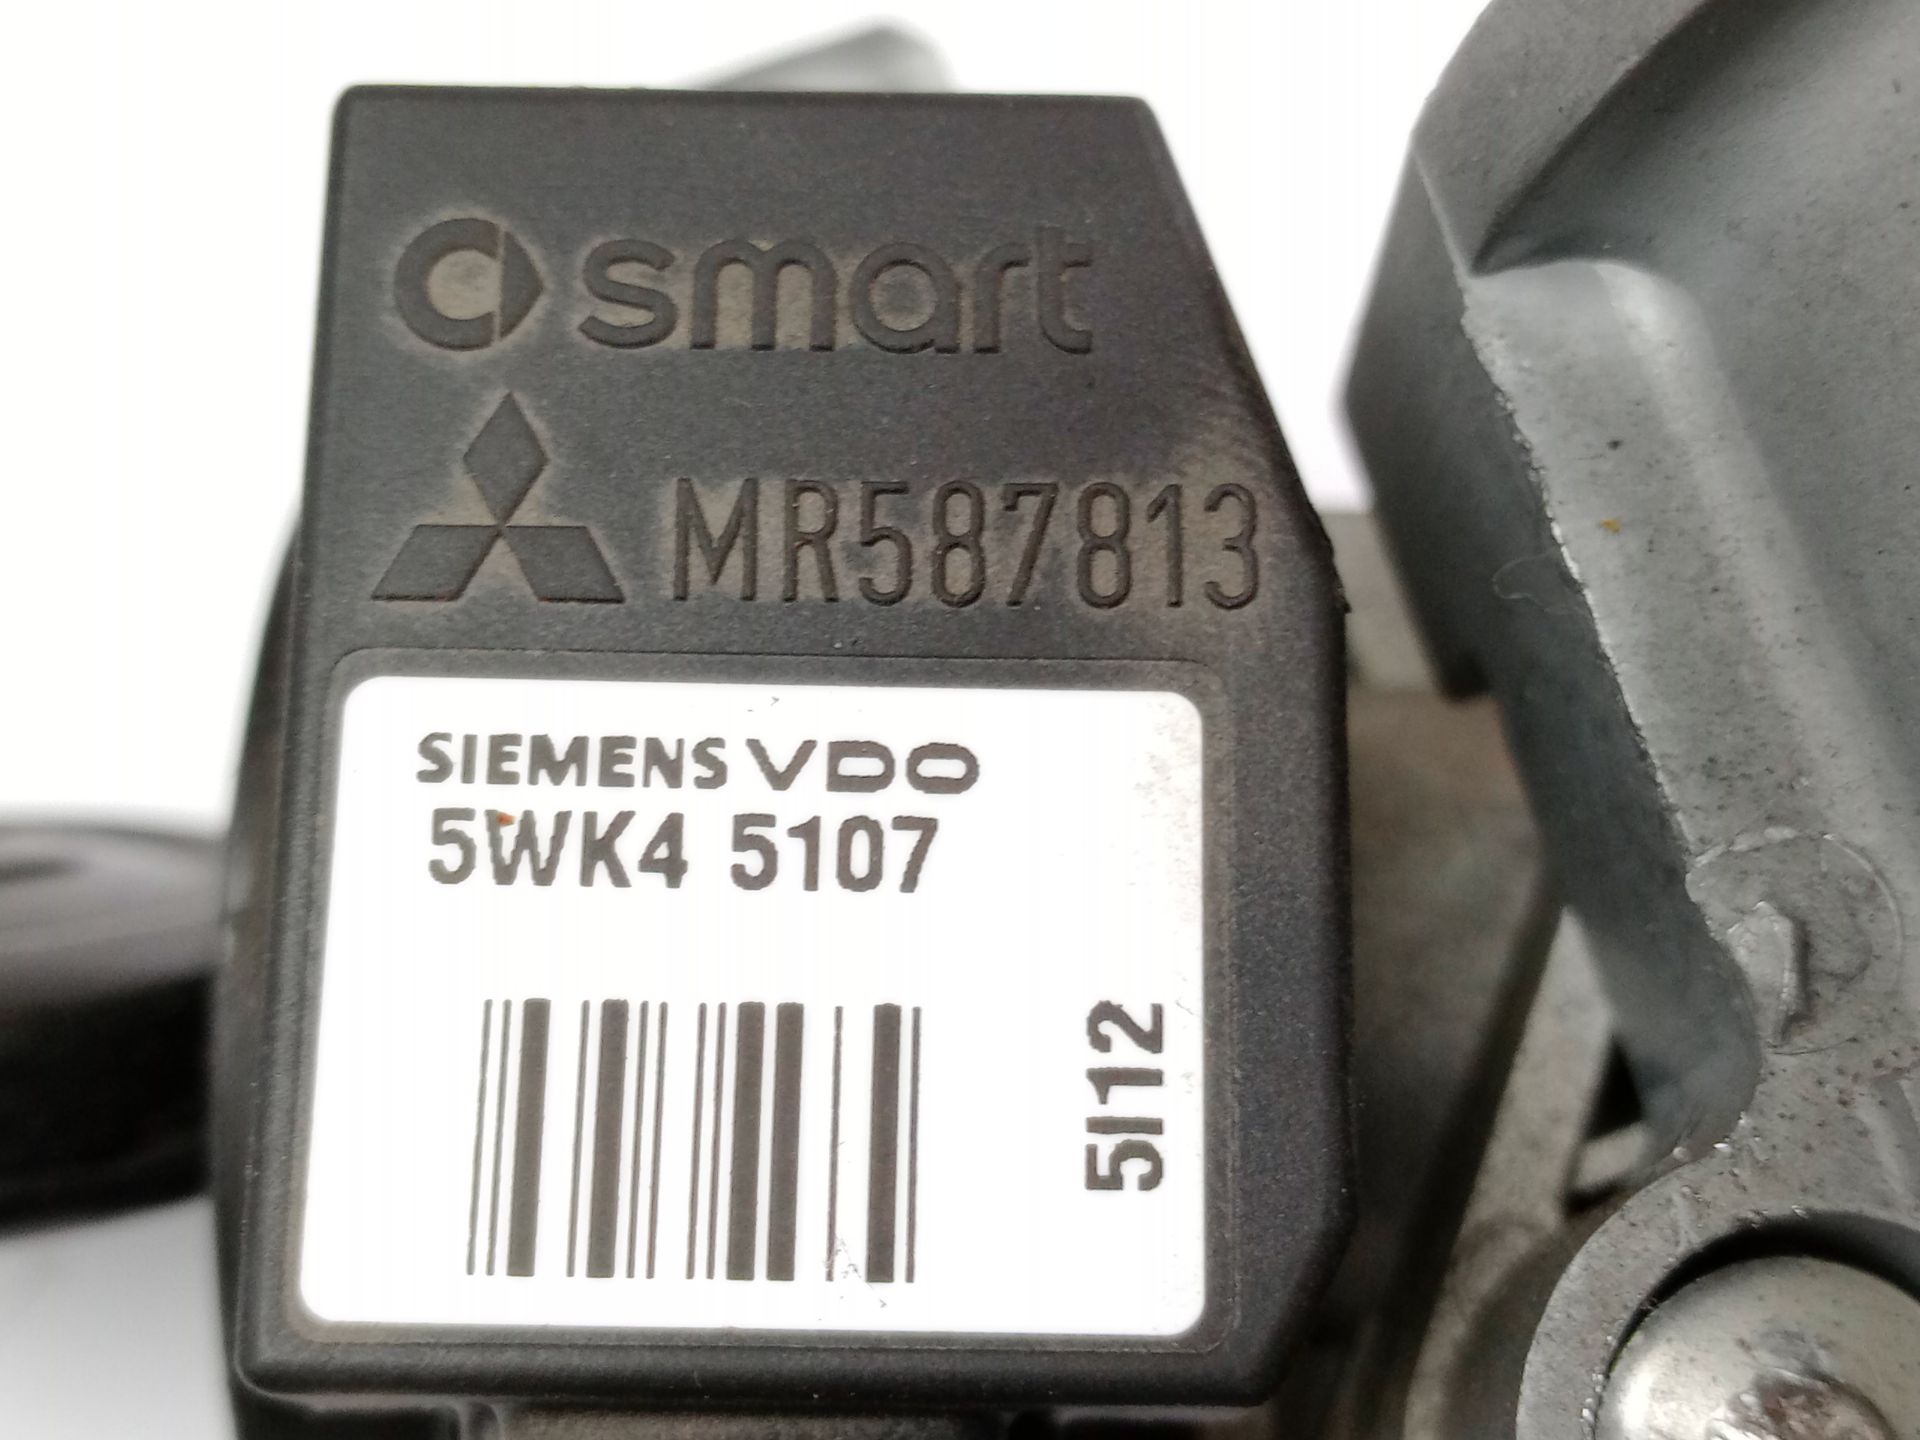 smart
MR587813
SIEMENS VDO
5WK4 5107
5I12